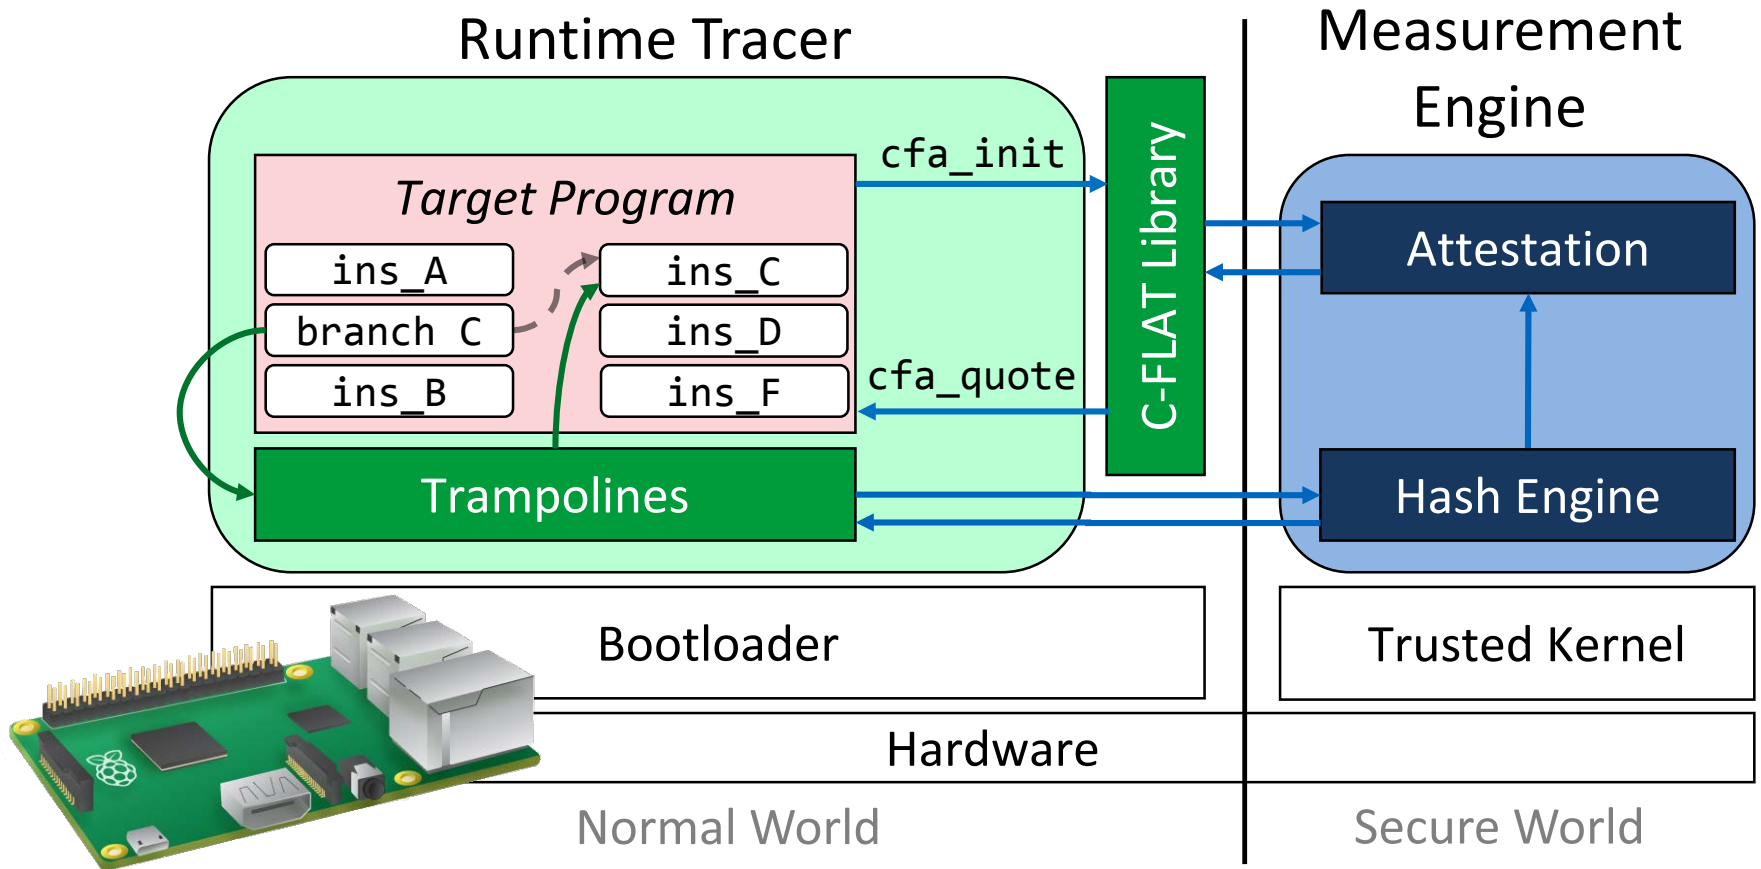 Runtime Tracer
Measurement
Engine
cfa_init
Target Program
ins_A
ins_C
branch C
ins_D
ins_B
ins_F
cfa_quote
C-FLAT Library
Attestation
Trampolines
Hash Engine
Bootloader
Trusted Kernel
Hardware
Normal World
Secure World